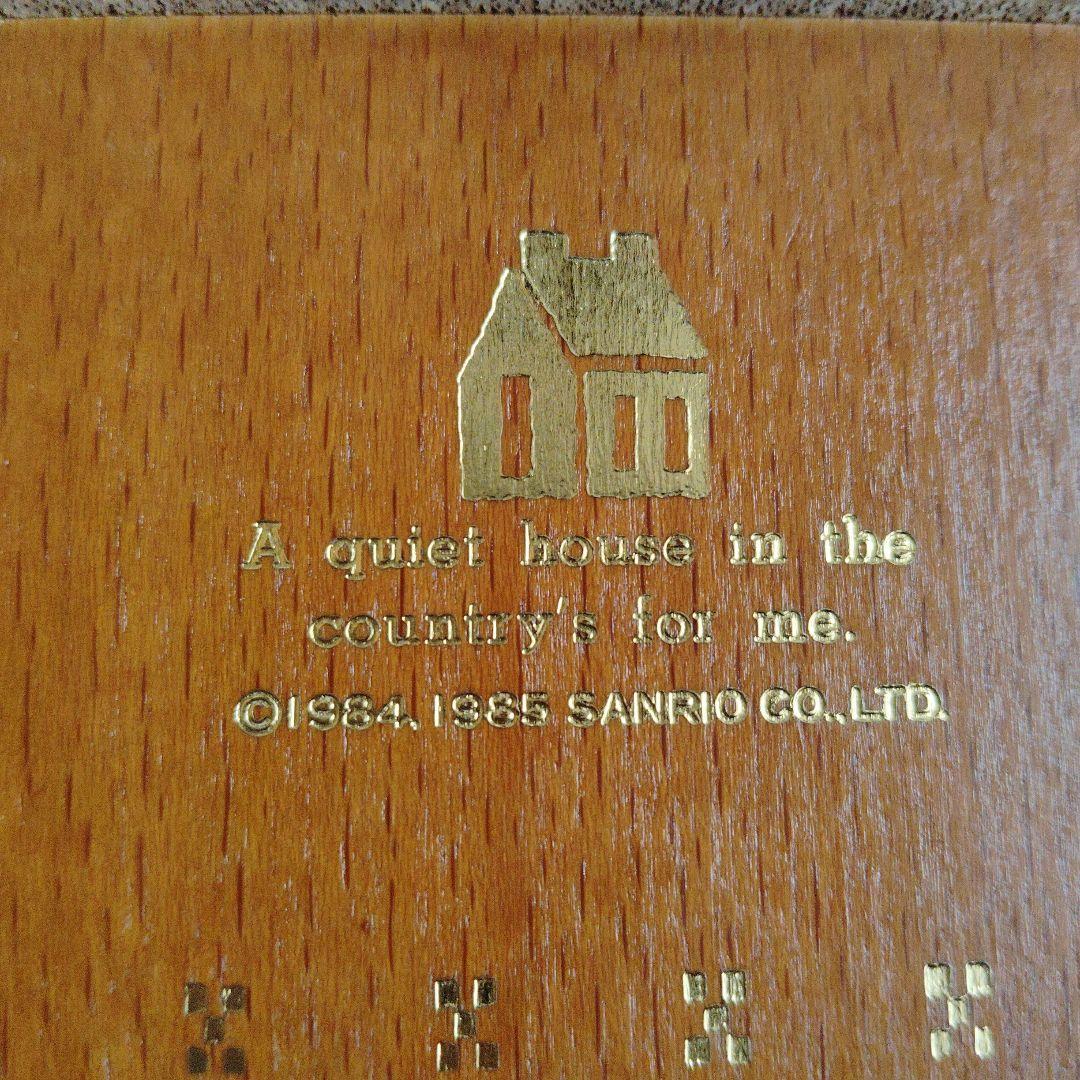 A quiet house in the
country's for me.
©1984, 1985 SANRIO CO., LTD.